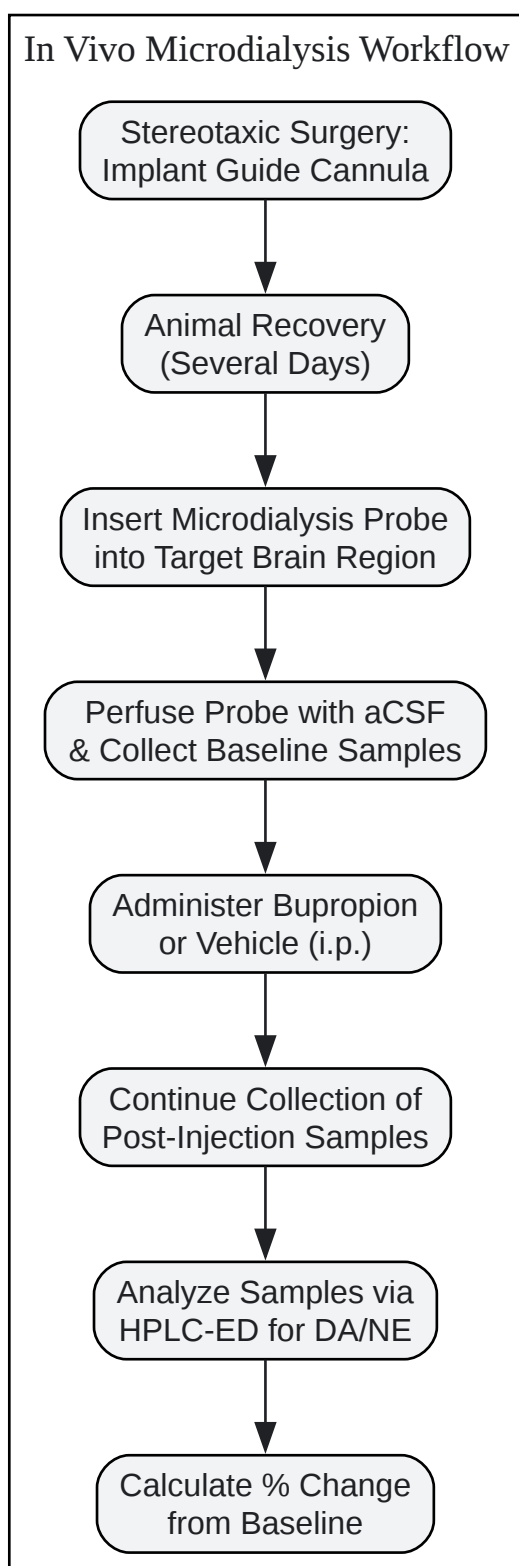 In Vivo Microdialysis Workflow
Stereotaxic Surgery:
Implant Guide Cannula
Animal Recovery
(Several Days)
Insert Microdialysis Probe
into Target Brain Region
Perfuse Probe with aCSF
& Collect Baseline Samples
Administer Bupropion
or Vehicle (i.p.)
Continue Collection of
Post-Injection Samples
Analyze Samples via
HPLC-ED for DA/NE
Calculate % Change
from Baseline